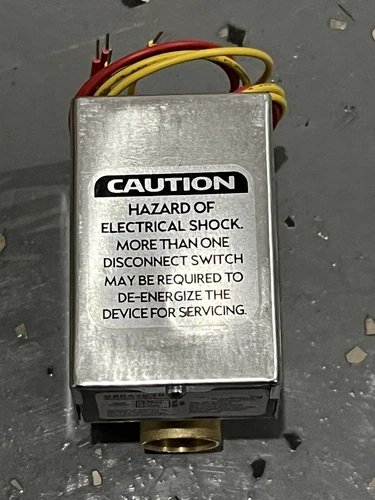 CAUTION
HAZARD OF
ELECTRICAL SHOCK.
MORE THAN ONE
DISCONNECT SWITCH
MAY BE REQUIRED TO
DE-ENERGIZE THE
DEVICE FOR SERVICING.